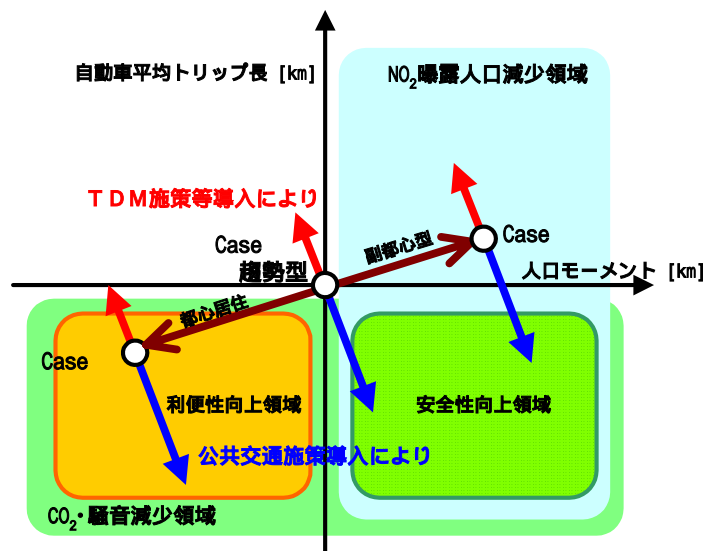 自動車平均トリップ長 [km]
NO2曝露人口減少領域
TDM施策等導入により
Case
趨勢型
副都心型
Case
人口モーメント [km]
都心居住
Case
利便性向上領域
安全性向上領域
公共交通施策導入により
CO2・騒音減少領域